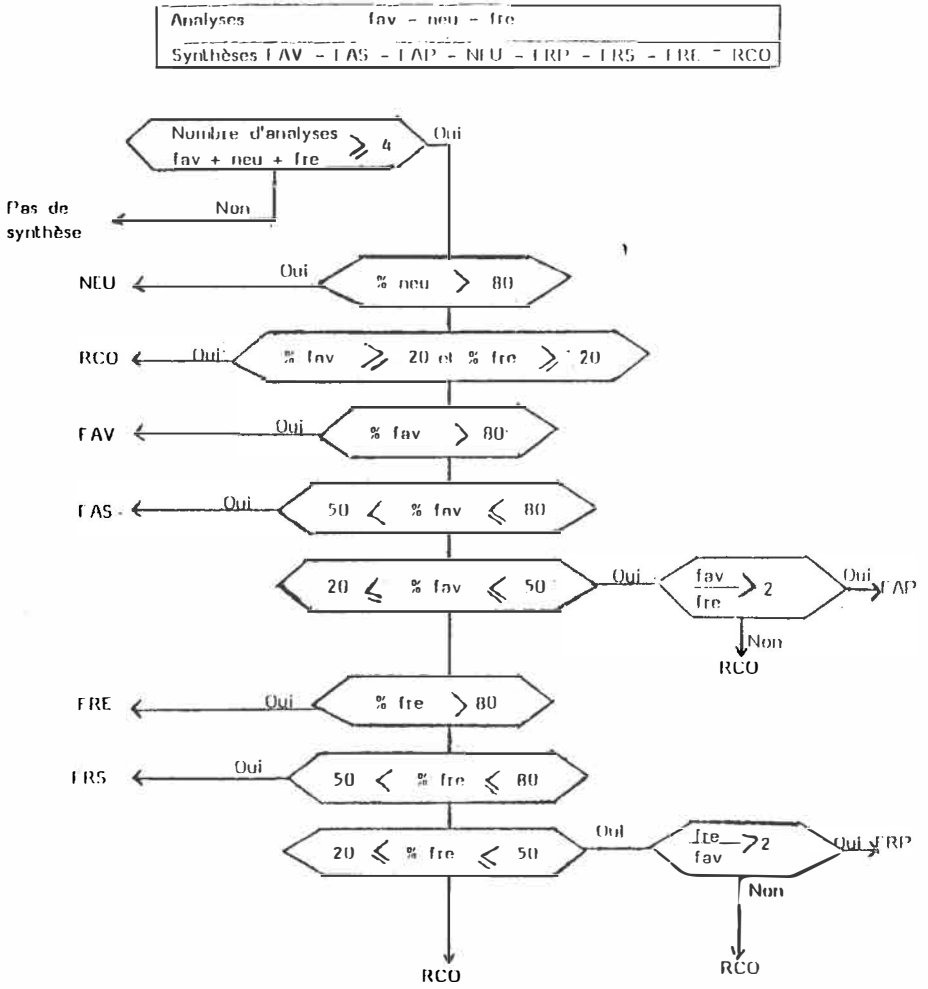 Analyses fav - neu - fre
Synthèses FAV - FAS - FAP - NEU - FRP - FRS - FRE - RCO
Nombre d'analyses
fav + neu + fre ⩾ 4
Oui
Non
Pas de
synthèse
NEU Oui % neu > 80
RCO Oui % fav ⩾ 20 et % fre ⩾ 20
FAV Oui % fav > 80
FAS Oui 50 < % fav ⩽ 80
20 ⩽ % fav ⩽ 50 Oui fav
fre > 2 Oui FAP
Non
RCO
FRE Oui % fre > 80
FRS Oui 50 < % fre ⩽ 80
20 ⩽ % fre ⩽ 50 Oui fre
fav > 2 Oui FRP
Non
RCO
RCO